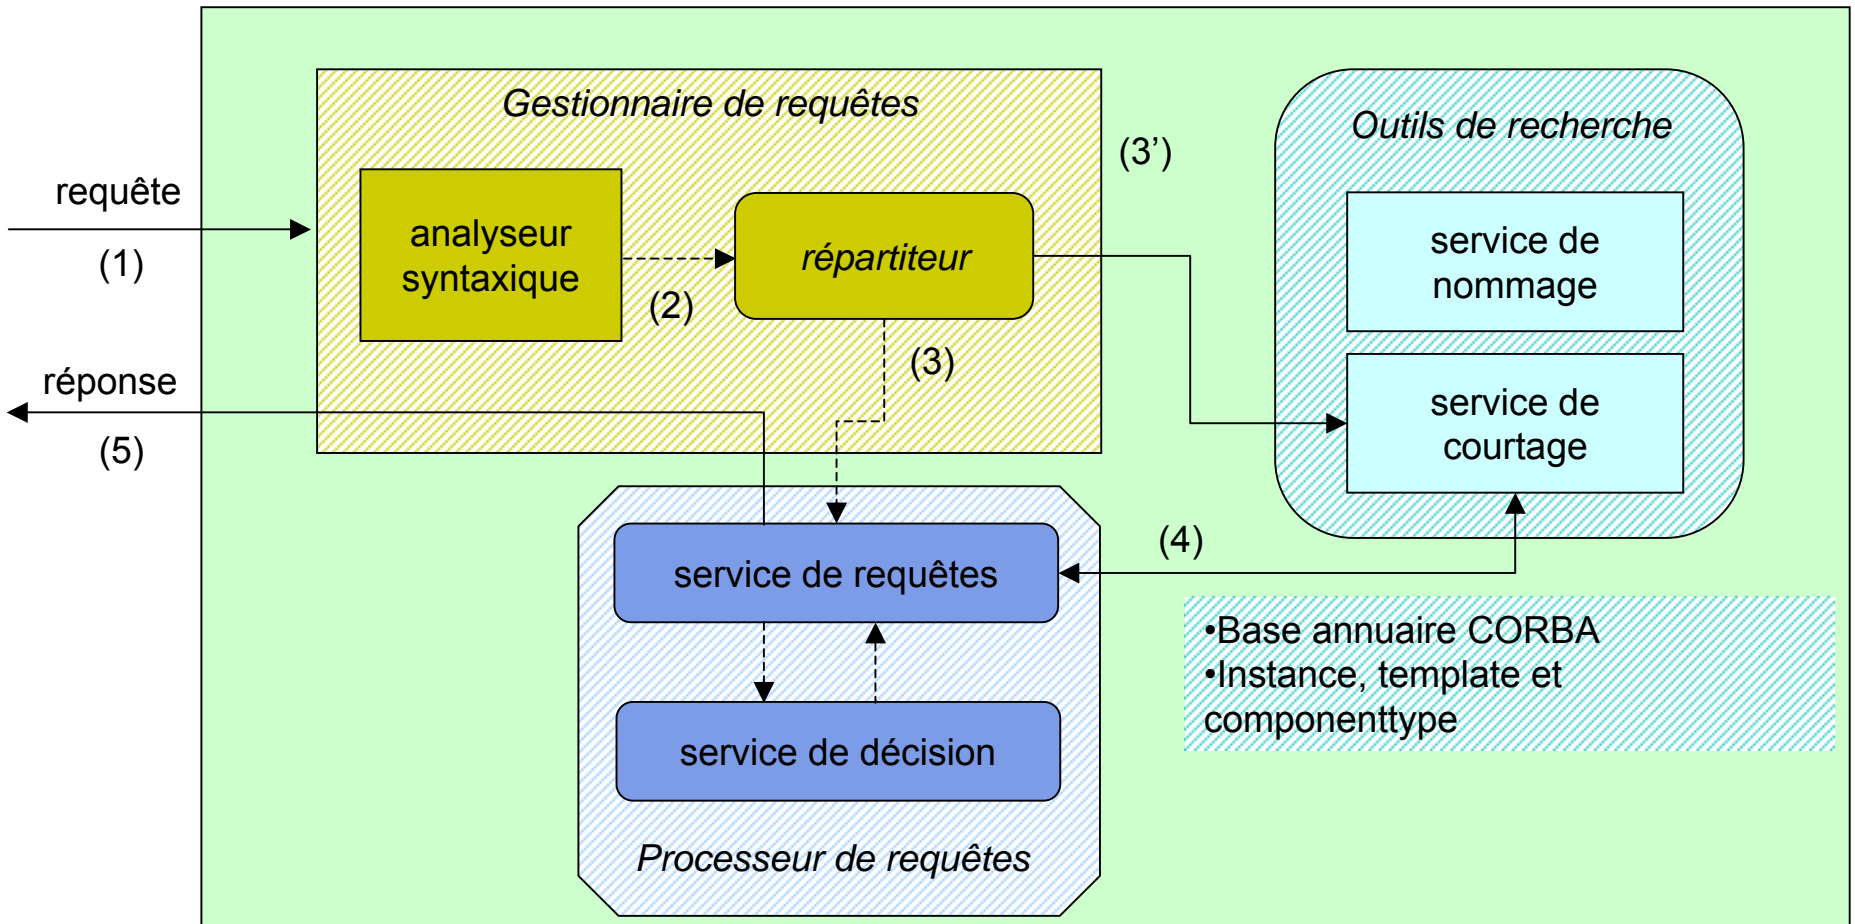 Gestionnaire de requêtes
Outils de recherche
(3’)
requête
(1)
analyseur
syntaxique
(2)
répartiteur
(3)
service de
nommage
réponse
(5)
service de
courtage
(4)
service de requêtes
service de décision
Processeur de requêtes
•Base annuaire CORBA
•Instance, template et
componenttype